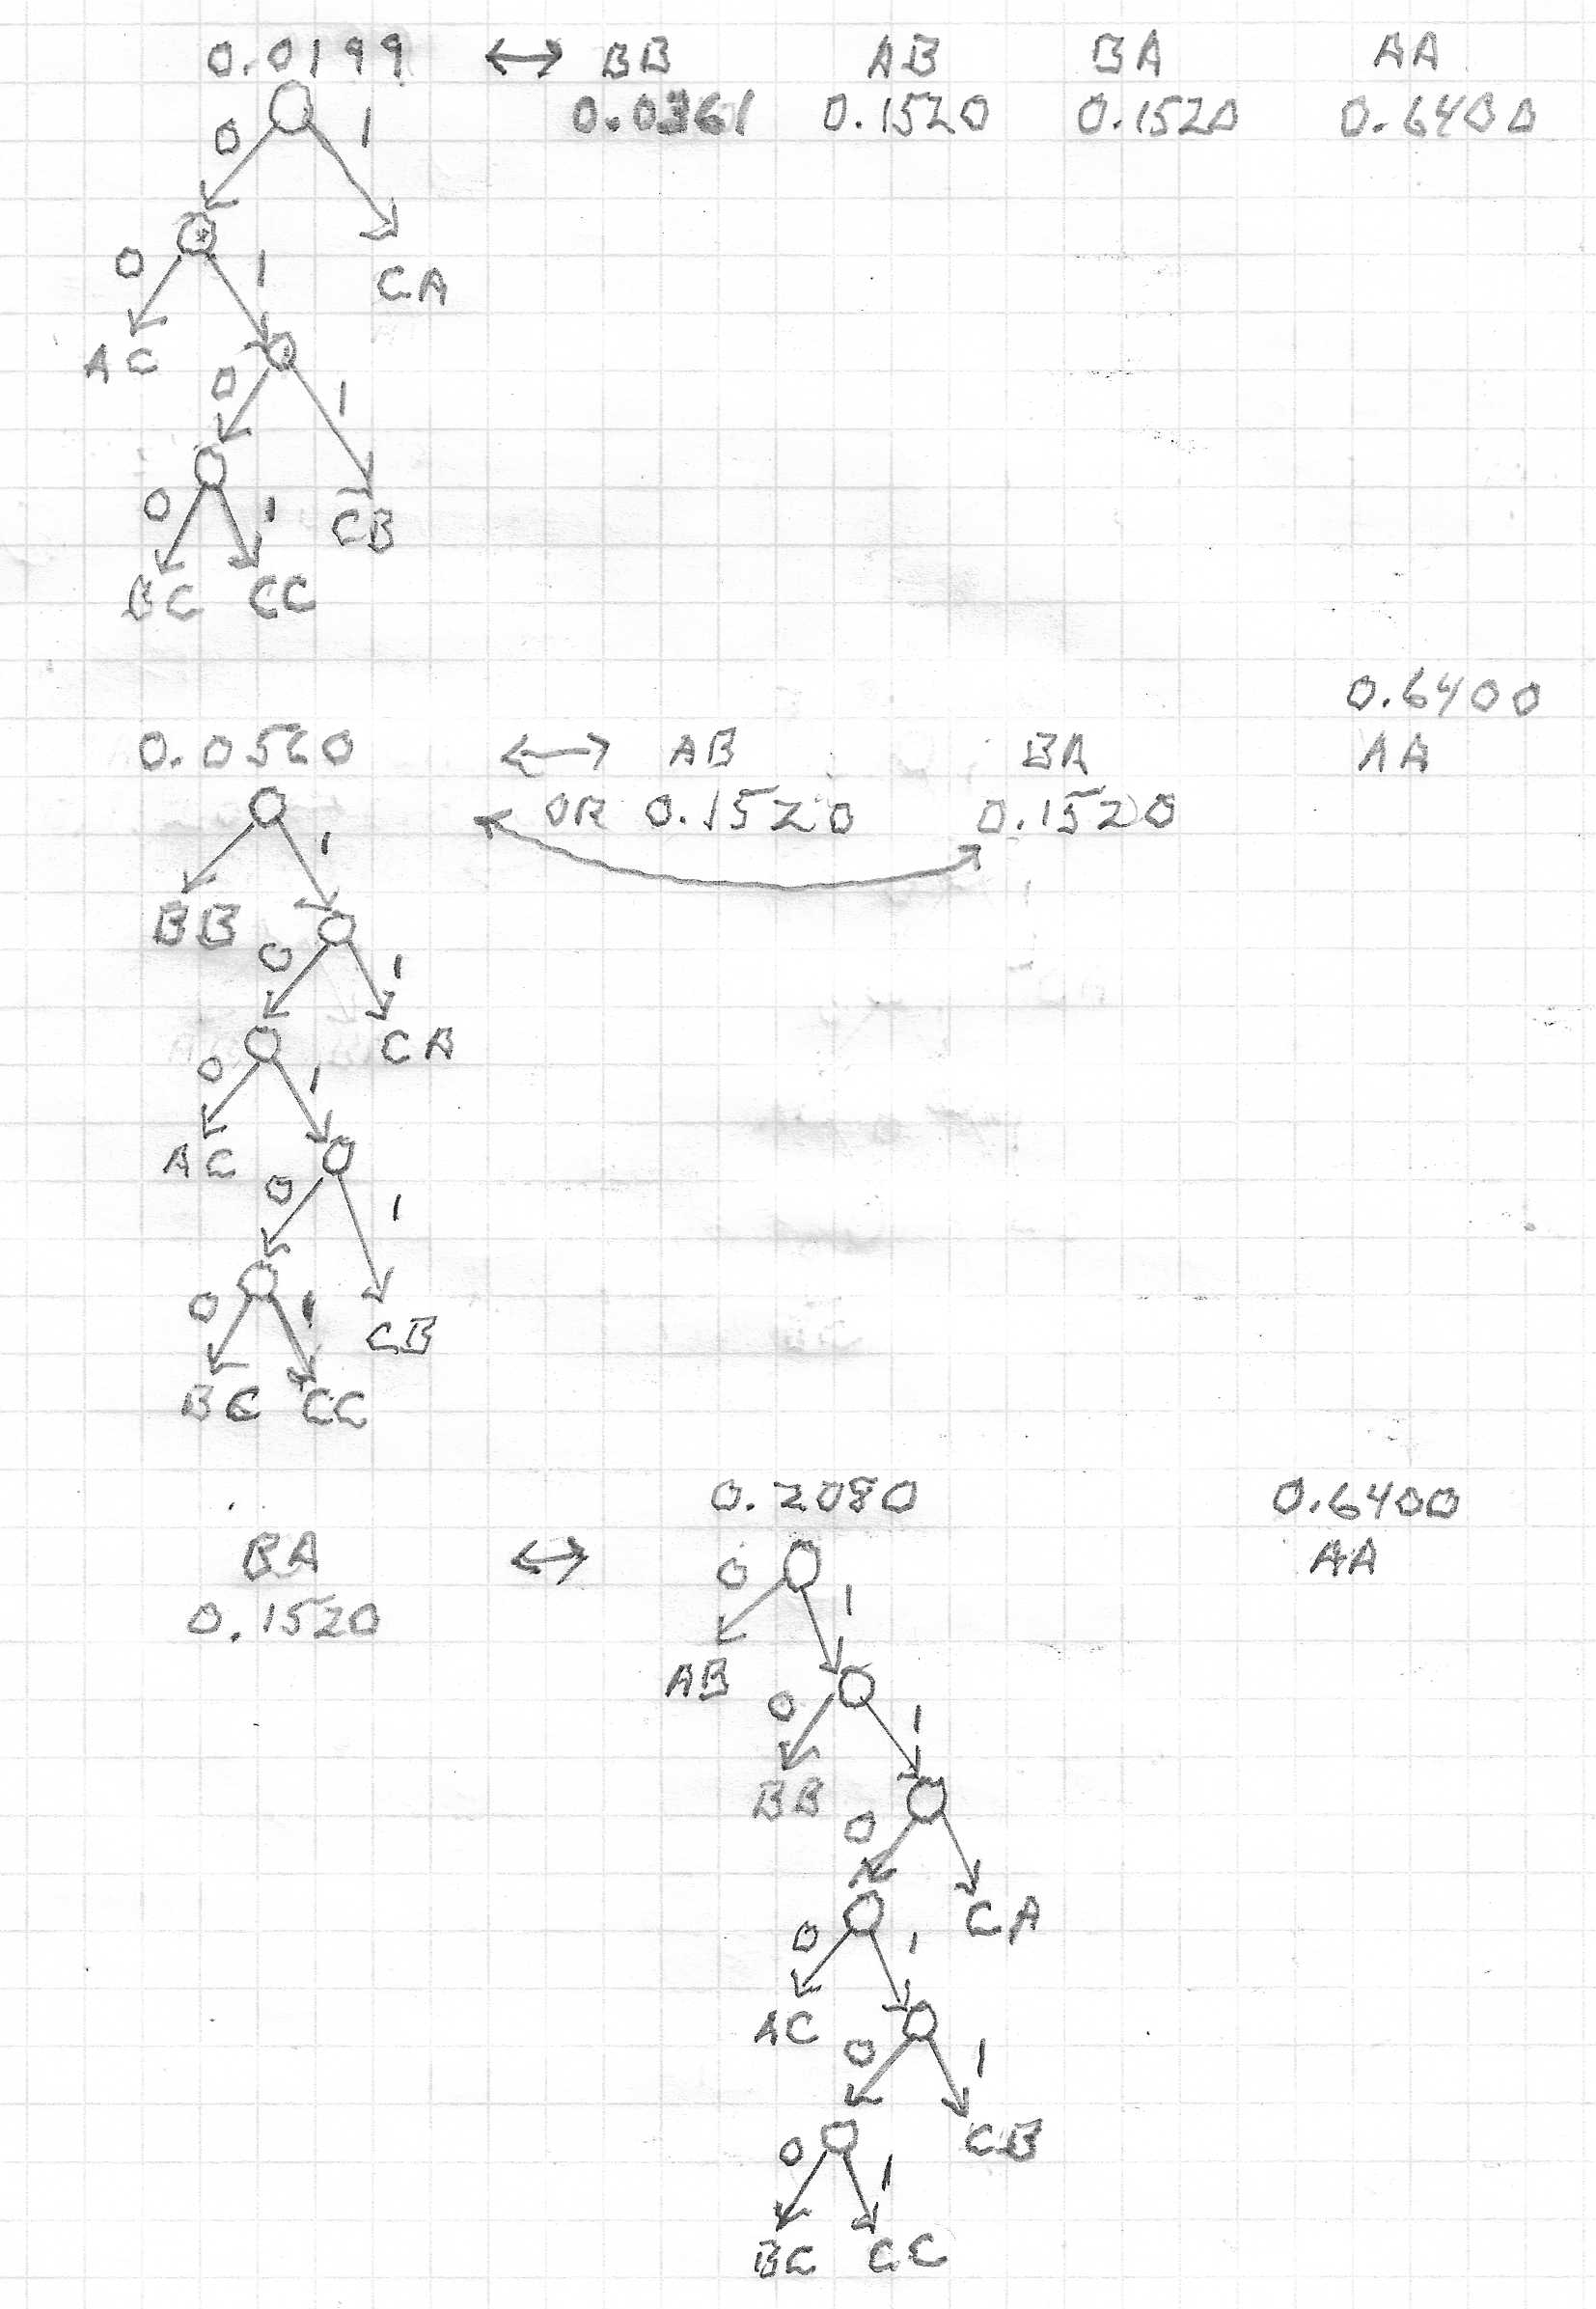 0.0199 ↔ BB AB BA AA
0.0361 0.1520 0.1520 0.6400
0 1
0 1 CA
AC
0 1
0 1 CB
BC CC
0.6400
0.0560 ↔ AB BA AA
OR 0.1520 0.1520
1
BB
0 1
CA
0 1
AC
0 1
0 1 CB
BC CC
0.2080 0.6400
BA ↔ 0 1 AA
0.1520
AB
0 1
BB
0
CA
0 1
AC
0 1
CB
0 1
BC CC